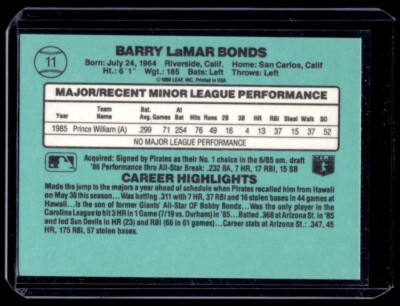 11
BARRY LaMAR BONDS
Born: July 24, 1964 Riverside, Calif Home: San Carlos, Calif
Ht.: 6'1" Wgt.: 185 Bats: Left Throws: Left
©1986 LEAF, INC. PRINTED IN USA
MAJOR/RECENT MINOR LEAGUE PERFORMANCE
Year Team Name Bat. Avg. G At Bat Hits Runs 2B 3B HR RBI Steal Walk SO
1985 Prince William (A) .299 71 254 76 49 16 4 13 37 15 37 52
NO MAJOR LEAGUE PERFORMANCE
Acquired: Signed by Pirates as their No. 1 choice in the 6/85 am. draft
'86 Performance thru All-Star Break: .232 BA, 7 HR, 17 RBI, 15 SB
CAREER HIGHLIGHTS
Made the jump to the majors a year ahead of schedule when Pirates recalled him from Hawaii
on May 30 this season...Was batting .311 with 7 HR, 37 RBI and 16 stolen bases in 44 games at
Hawaii...Is the son of former Giants' All-Star OF Bobby Bonds...Was the only player in the
Carolina League to hit 3 HR in 1 Game (7/19 vs. Durham) in '85...Batted .368 at Arizona St. in '85
and led Sun Devils in HR (23) and RBI (66 in 61 games)...Career stats at Arizona St.: .347, 45
HR, 175 RBI, 57 stolen bases.